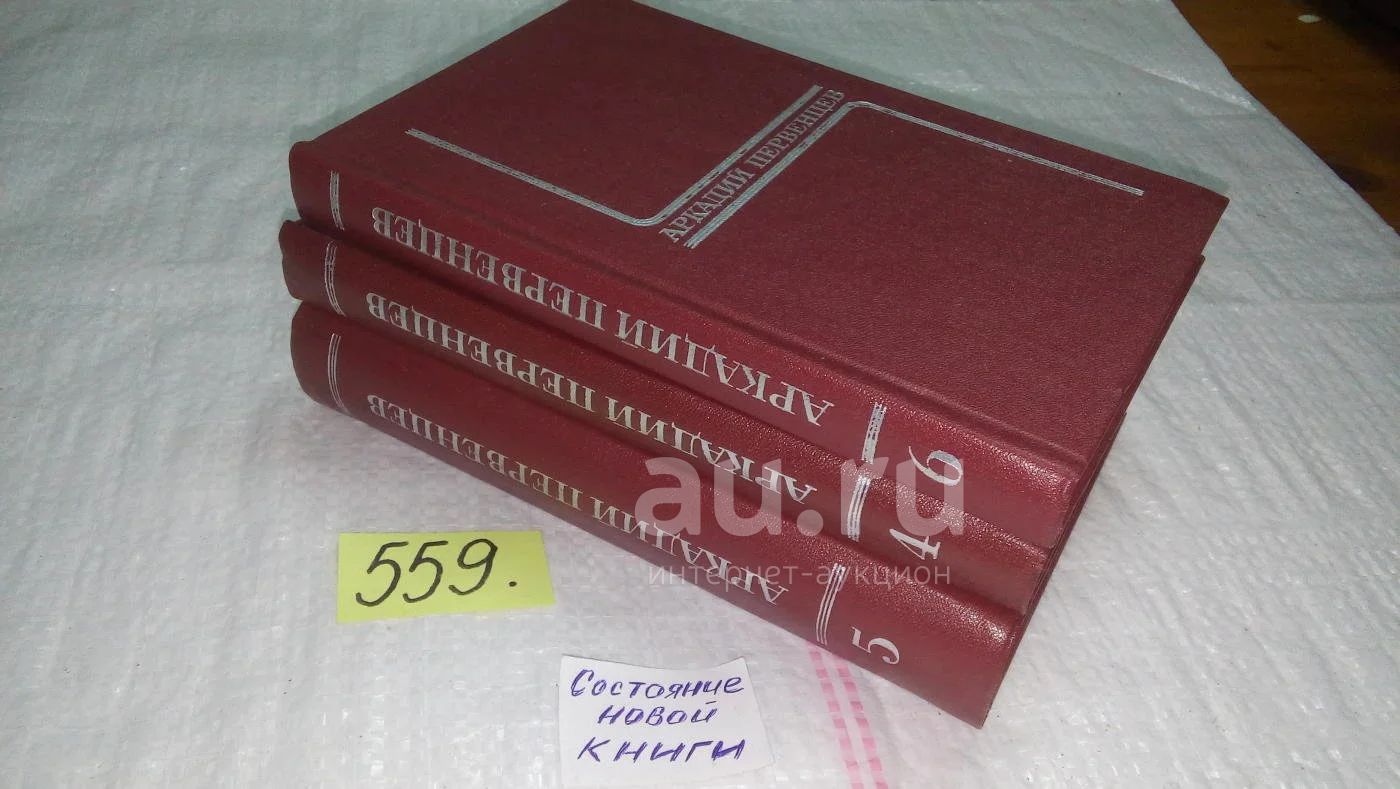 АРКАДИЙ ПЕРВЕНЦЕВ
АРКАДИЙ ПЕРВЕНЦЕВ
6
АРКАДИЙ ПЕРВЕНЦЕВ
4
АРКАДИЙ ПЕРВЕНЦЕВ
5
au.ru
интернет-аукцион
559.
Состояние
новой
книги